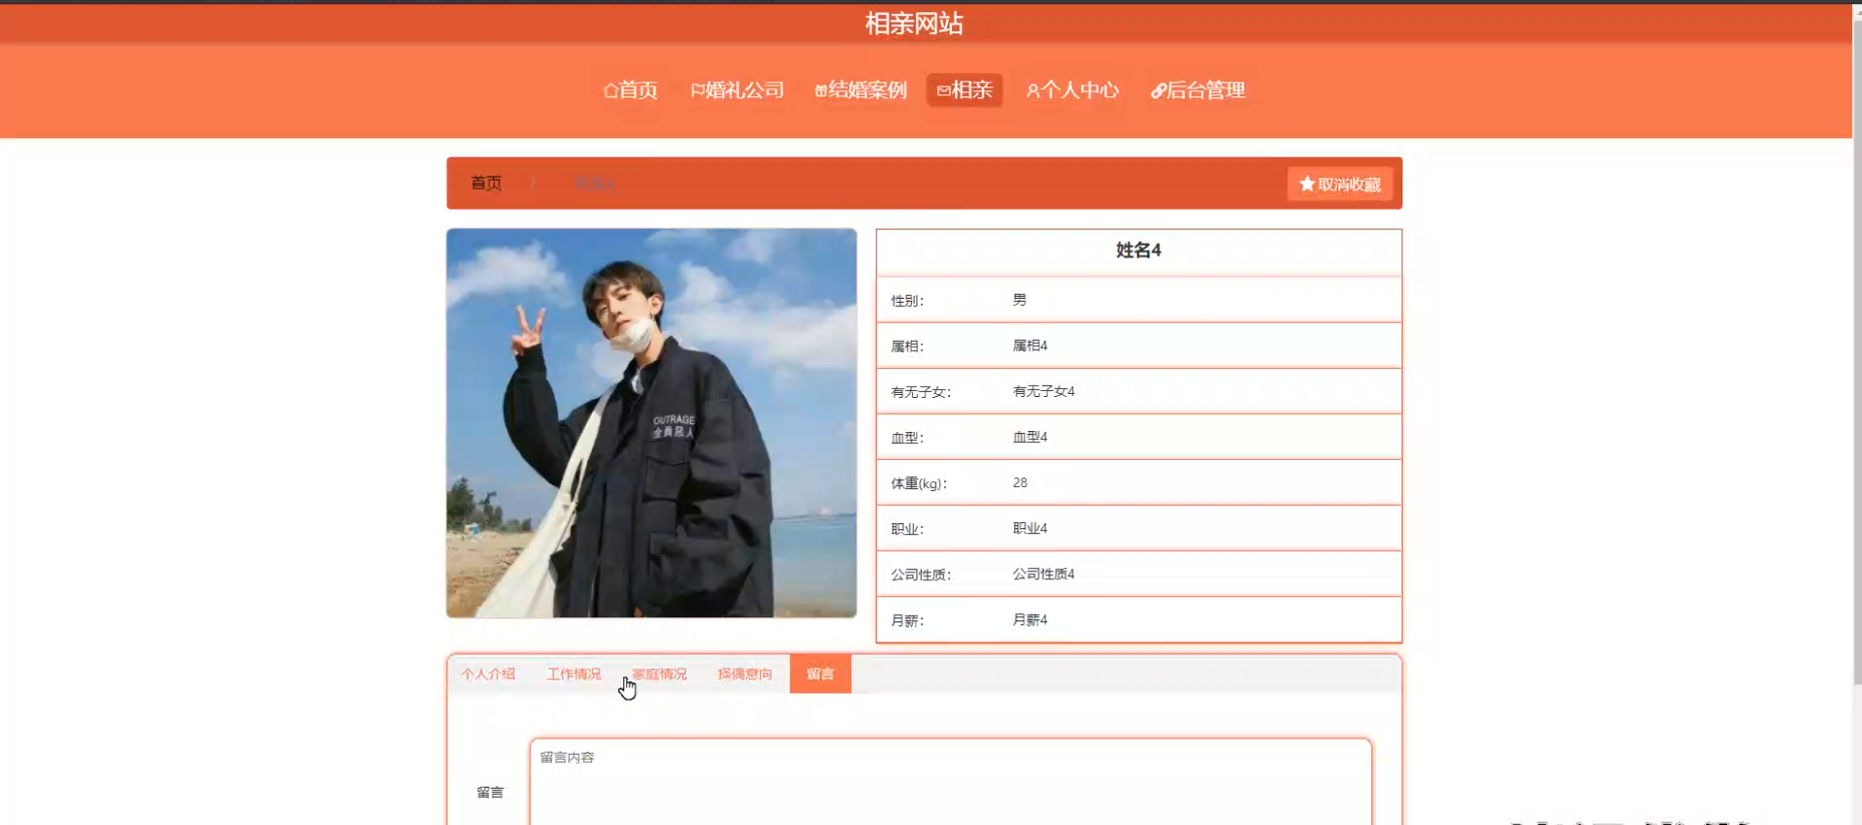 相亲网站
首页 婚礼公司 结婚案例 相亲 个人中心 后台管理
首页 取消收藏
OUTRAGE
全員惡人
姓名4
性别: 男
属相: 属相4
有无子女: 有无子女4
血型: 血型4
体重(kg): 28
职业: 职业4
公司性质: 公司性质4
月薪: 月薪4
个人介绍 工作情况 家庭情况 择偶意向 留言
留言内容
留言